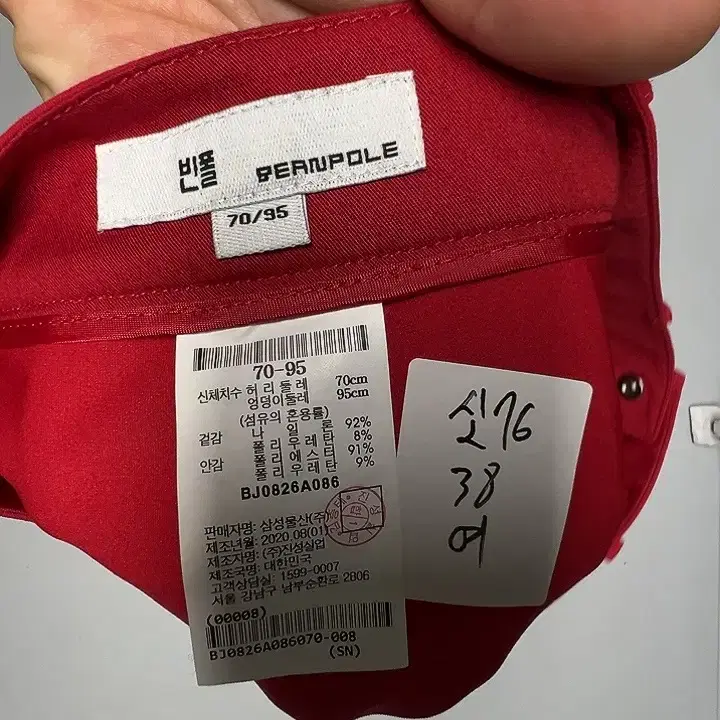 빈폴 BEANPOLE
70/95
70-95
신체치수 허리둘레 70cm
엉덩이둘레 95cm
(섬유의 혼용률)
겉감 나일론 92%
폴리우레탄 8%
안감 폴리에스터 91%
폴리우레탄 9%
BJ0826A086
판매자명: 삼성물산(주)
제조년월: 2020.08(01)
제조자명: (주)진성실업
제조국명: 대한민국
고객상담실: 1599-0007
서울 강남구 남부순환로 2806
(00008)
BJ0826A086070-008
(SN)
76
38
여